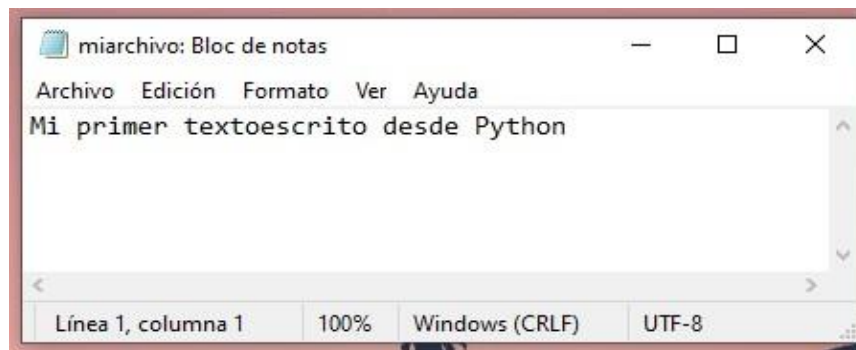 miarchivo: Bloc de notas
Archivo Edición Formato Ver Ayuda
Mi primer textoescrito desde Python
Línea 1, columna 1 100% Windows (CRLF) UTF-8